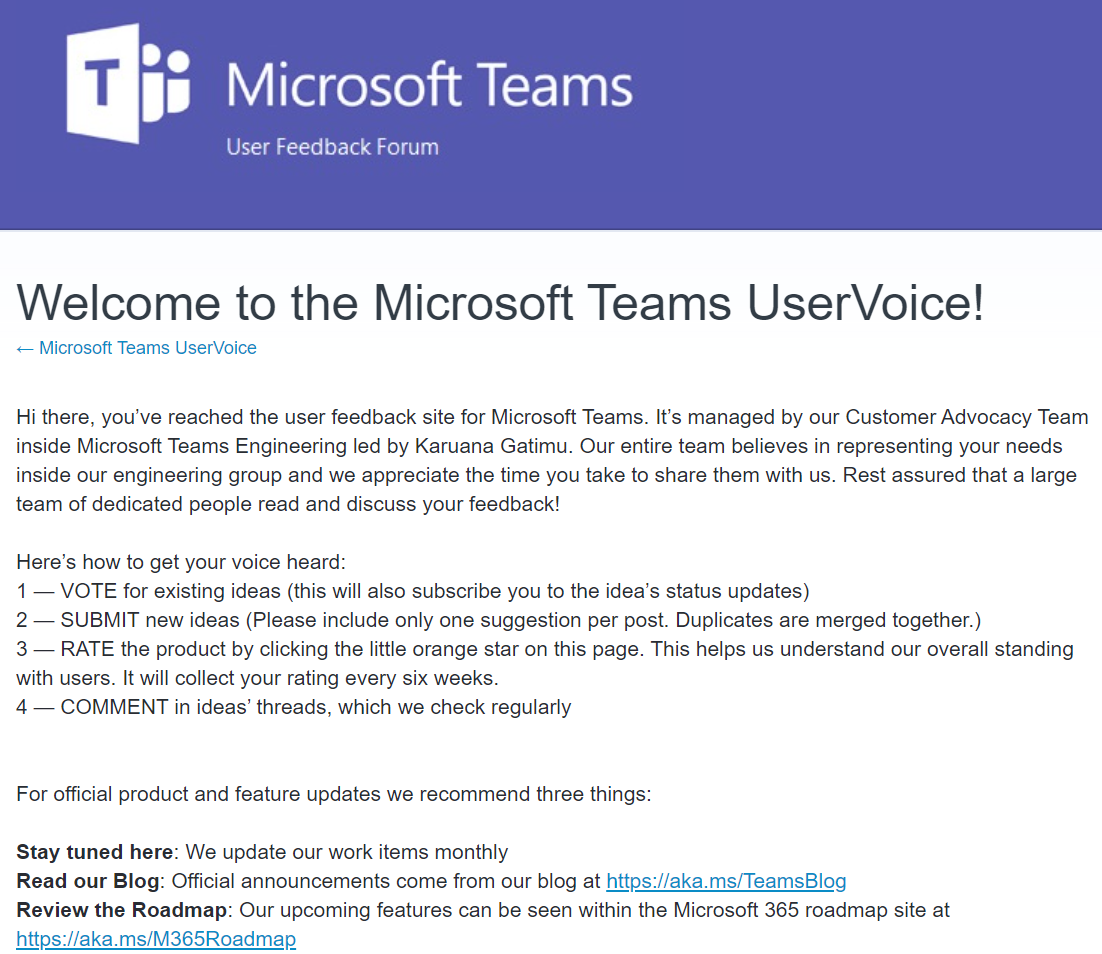 T
Microsoft Teams
User Feedback Forum
Welcome to the Microsoft Teams UserVoice!
← Microsoft Teams UserVoice
Hi there, you’ve reached the user feedback site for Microsoft Teams. It’s managed by our Customer Advocacy Team
inside Microsoft Teams Engineering led by Karuana Gatimu. Our entire team believes in representing your needs
inside our engineering group and we appreciate the time you take to share them with us. Rest assured that a large
team of dedicated people read and discuss your feedback!
Here’s how to get your voice heard:
1 — VOTE for existing ideas (this will also subscribe you to the idea’s status updates)
2 — SUBMIT new ideas (Please include only one suggestion per post. Duplicates are merged together.)
3 — RATE the product by clicking the little orange star on this page. This helps us understand our overall standing
with users. It will collect your rating every six weeks.
4 — COMMENT in ideas’ threads, which we check regularly
For official product and feature updates we recommend three things:
Stay tuned here: We update our work items monthly
Read our Blog: Official announcements come from our blog at https://aka.ms/TeamsBlog
Review the Roadmap: Our upcoming features can be seen within the Microsoft 365 roadmap site at
https://aka.ms/M365Roadmap